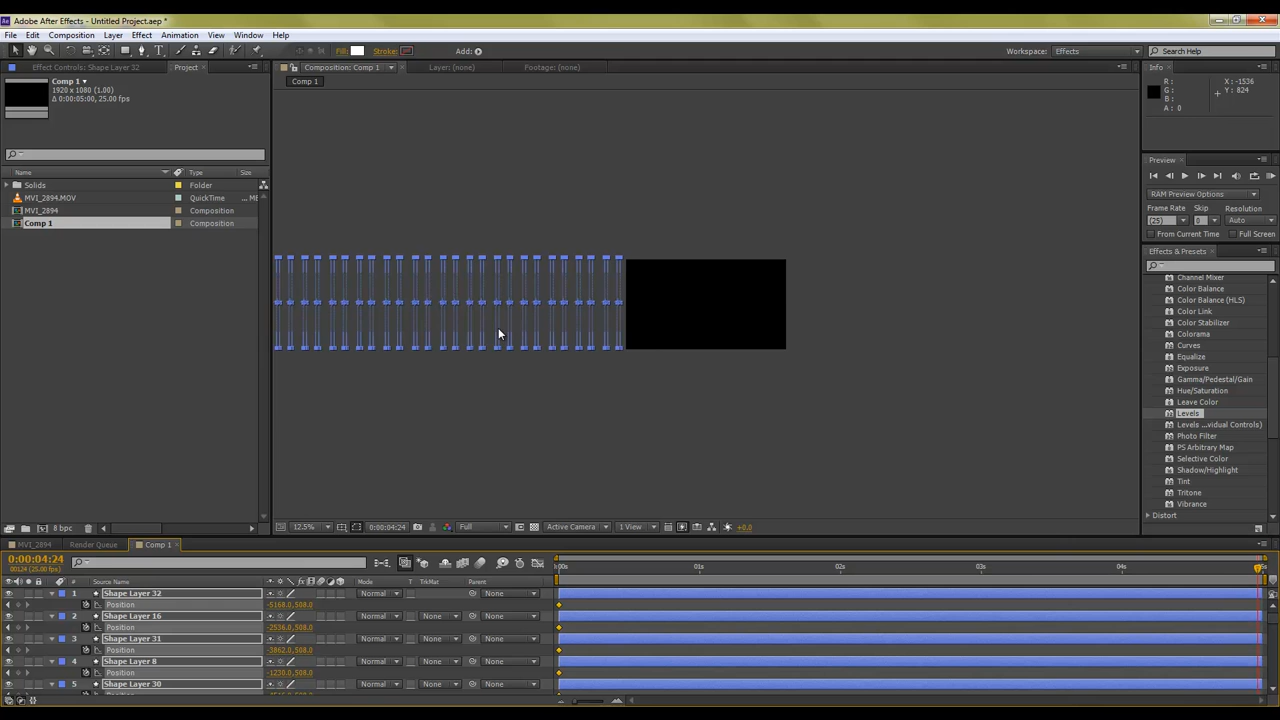 Adobe After Effects - Untitled Project.aep *
File Edit Composition Layer Effect Animation View Window Help
Fill: Stroke: Add: Workspace: Effects Search Help
Effect Controls: Shape Layer 32 Project Composition: Comp 1 Layer: (none) Footage: (none) Info
Comp 1
Comp 1
1920 x 1080 (1.00)
Δ 0:00:05:00, 25.00 fps
R : X : -1536
G : Y : 824
B :
A : 0
Preview
RAM Preview Options
Frame Rate Skip Resolution
(25) 0 Auto
From Current Time Full Screen
Effects & Presets
Name Type Size
Solids Folder
MVI_2894.MOV QuickTime ... ME
MVI_2894 Composition
Comp 1 Composition
Channel Mixer
Color Balance
Color Balance (HLS)
Color Link
Color Stabilizer
Colorama
Curves
Equalize
Exposure
Gamma/Pedestal/Gain
Hue/Saturation
Leave Color
Levels
Levels ...vidual Controls)
Photo Filter
PS Arbitrary Map
Selective Color
Shadow/Highlight
Tint
Tritone
Vibrance
Distort
8 bpc
12.5% 0:00:04:24 Full Active Camera 1 View +0.0
MVI_2894 Render Queue Comp 1
0:00:04:24
00124 (25.00 fps)
:00s 01s 02s 03s 04s 05s
# Source Name Mode T TrkMat Parent
1 Shape Layer 32 Normal None
Position -5168.0,508.0
2 Shape Layer 16 Normal None None
Position -2536.0,508.0
3 Shape Layer 31 Normal None None
Position -3862.0,508.0
4 Shape Layer 8 Normal None None
Position -1230.0,508.0
5 Shape Layer 30 Normal None None